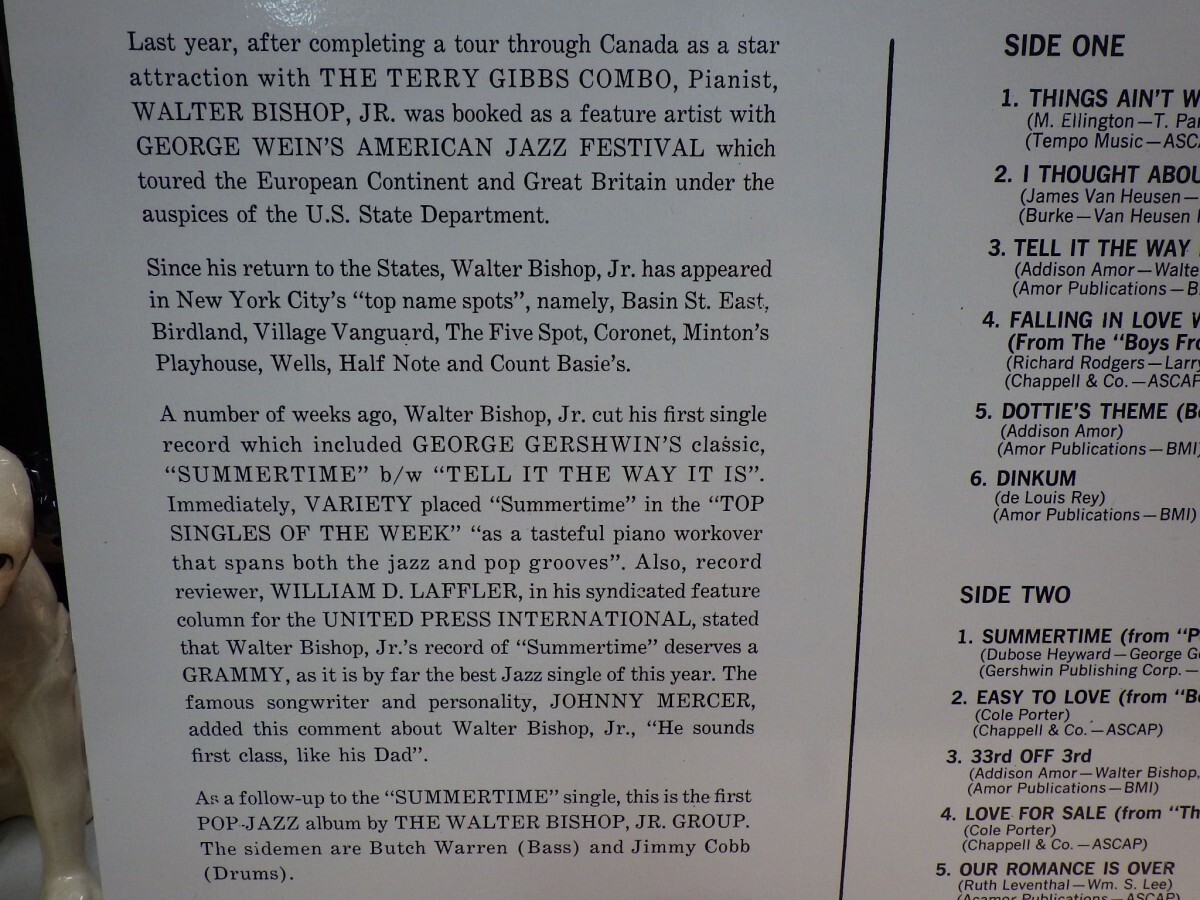 Last year, after completing a tour through Canada as a star
attraction with THE TERRY GIBBS COMBO, Pianist,
WALTER BISHOP, JR. was booked as a feature artist with
GEORGE WEIN'S AMERICAN JAZZ FESTIVAL which
toured the European Continent and Great Britain under the
auspices of the U.S. State Department.
Since his return to the States, Walter Bishop, Jr. has appeared
in New York City's "top name spots", namely, Basin St. East,
Birdland, Village Vanguard, The Five Spot, Coronet, Minton's
Playhouse, Wells, Half Note and Count Basie's.
A number of weeks ago, Walter Bishop, Jr. cut his first single
record which included GEORGE GERSHWIN'S classic,
"SUMMERTIME" b/w "TELL IT THE WAY IT IS".
Immediately, VARIETY placed "Summertime" in the "TOP
SINGLES OF THE WEEK" "as a tasteful piano workover
that spans both the jazz and pop grooves". Also, record
reviewer, WILLIAM D. LAFFLER, in his syndicated feature
column for the UNITED PRESS INTERNATIONAL, stated
that Walter Bishop, Jr.'s record of "Summertime" deserves a
GRAMMY, as it is by far the best Jazz single of this year. The
famous songwriter and personality, JOHNNY MERCER,
added this comment about Walter Bishop, Jr., "He sounds
first class, like his Dad".
As a follow-up to the "SUMMERTIME" single, this is the first
POP-JAZZ album by THE WALTER BISHOP, JR. GROUP.
The sidemen are Butch Warren (Bass) and Jimmy Cobb
(Drums).
SIDE ONE
1. THINGS AIN'T W
(M. Ellington—T. Pa
(Tempo Music—ASCA
2. I THOUGHT ABOU
(James Van Heusen—
(Burke—Van Heusen
3. TELL IT THE WAY
(Addison Amor—Walte
(Amor Publications—B
4. FALLING IN LOVE W
(From The "Boys Fro
(Richard Rodgers—Larry
(Chappell & Co.—ASCAP
5. DOTTIE'S THEME (B
(Addison Amor)
(Amor Publications—BMI)
6. DINKUM
(de Louis Rey)
(Amor Publications—BMI)
SIDE TWO
1. SUMMERTIME (from "P
(Dubose Heyward—George G
(Gershwin Publishing Corp.—
2. EASY TO LOVE (from "B
(Cole Porter)
(Chappell & Co.—ASCAP)
3. 33rd OFF 3rd
(Addison Amor—Walter Bishop,
(Amor Publications—BMI)
4. LOVE FOR SALE (from "Th
(Cole Porter)
(Chappell & Co.—ASCAP)
5. OUR ROMANCE IS OVER
(Ruth Leventhal—Wm. S. Lee)
(Acamor Publications—ASCAP)